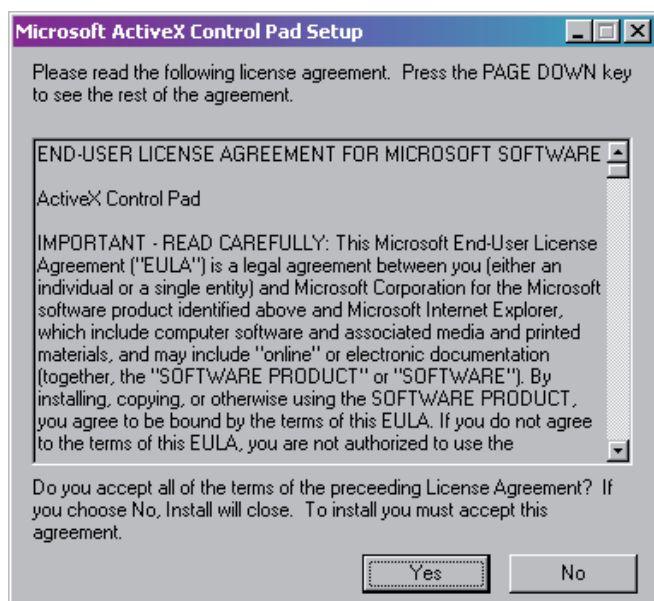 Microsoft ActiveX Control Pad Setup
Please read the following license agreement. Press the PAGE DOWN key
to see the rest of the agreement.
END-USER LICENSE AGREEMENT FOR MICROSOFT SOFTWARE
ActiveX Control Pad
IMPORTANT - READ CAREFULLY: This Microsoft End-User License
Agreement ("EULA") is a legal agreement between you (either an
individual or a single entity) and Microsoft Corporation for the Microsoft
software product identified above and Microsoft Internet Explorer,
which include computer software and associated media and printed
materials, and may include "online" or electronic documentation
(together, the "SOFTWARE PRODUCT" or "SOFTWARE"). By
installing, copying, or otherwise using the SOFTWARE PRODUCT,
you agree to be bound by the terms of this EULA. If you do not agree
to the terms of this EULA, you are not authorized to use the
Do you accept all of the terms of the preceeding License Agreement? If
you choose No, Install will close. To install you must accept this
agreement.
Yes No